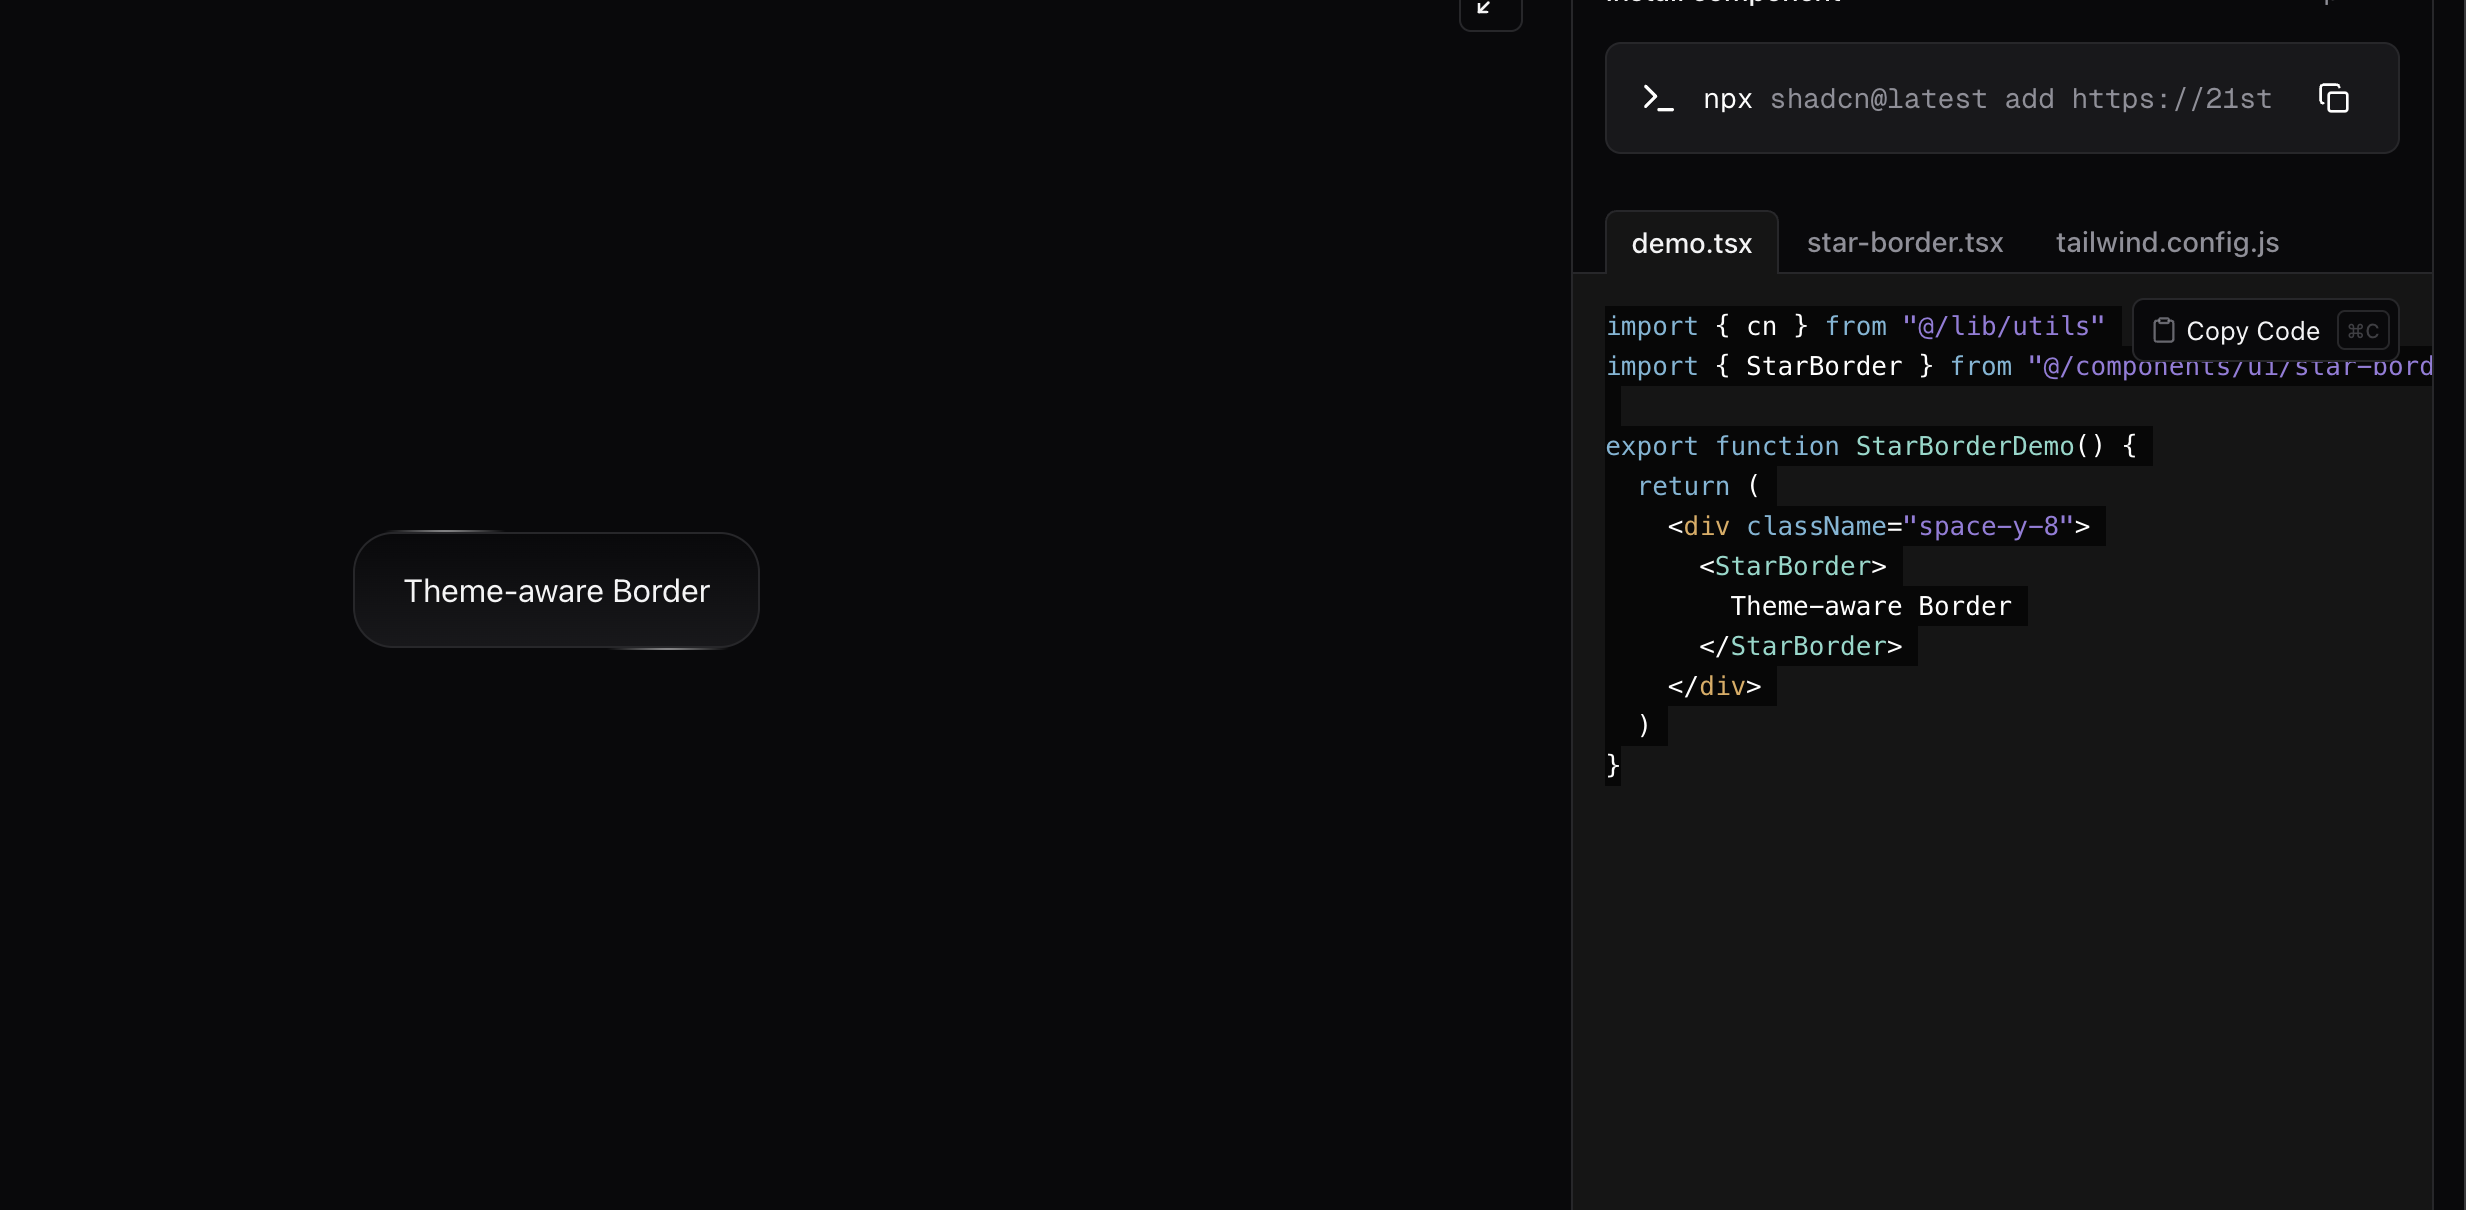 Install component
npx shadcn@latest add https://21st
demo.tsx
star-border.tsx
tailwind.config.js
Copy Code ⌘C
import { cn } from "@/lib/utils"
import { StarBorder } from "@/components/ui/star-bord
export function StarBorderDemo() {
return (
<div className="space-y-8">
<StarBorder>
Theme-aware Border
</StarBorder>
</div>
)
}
Theme-aware Border